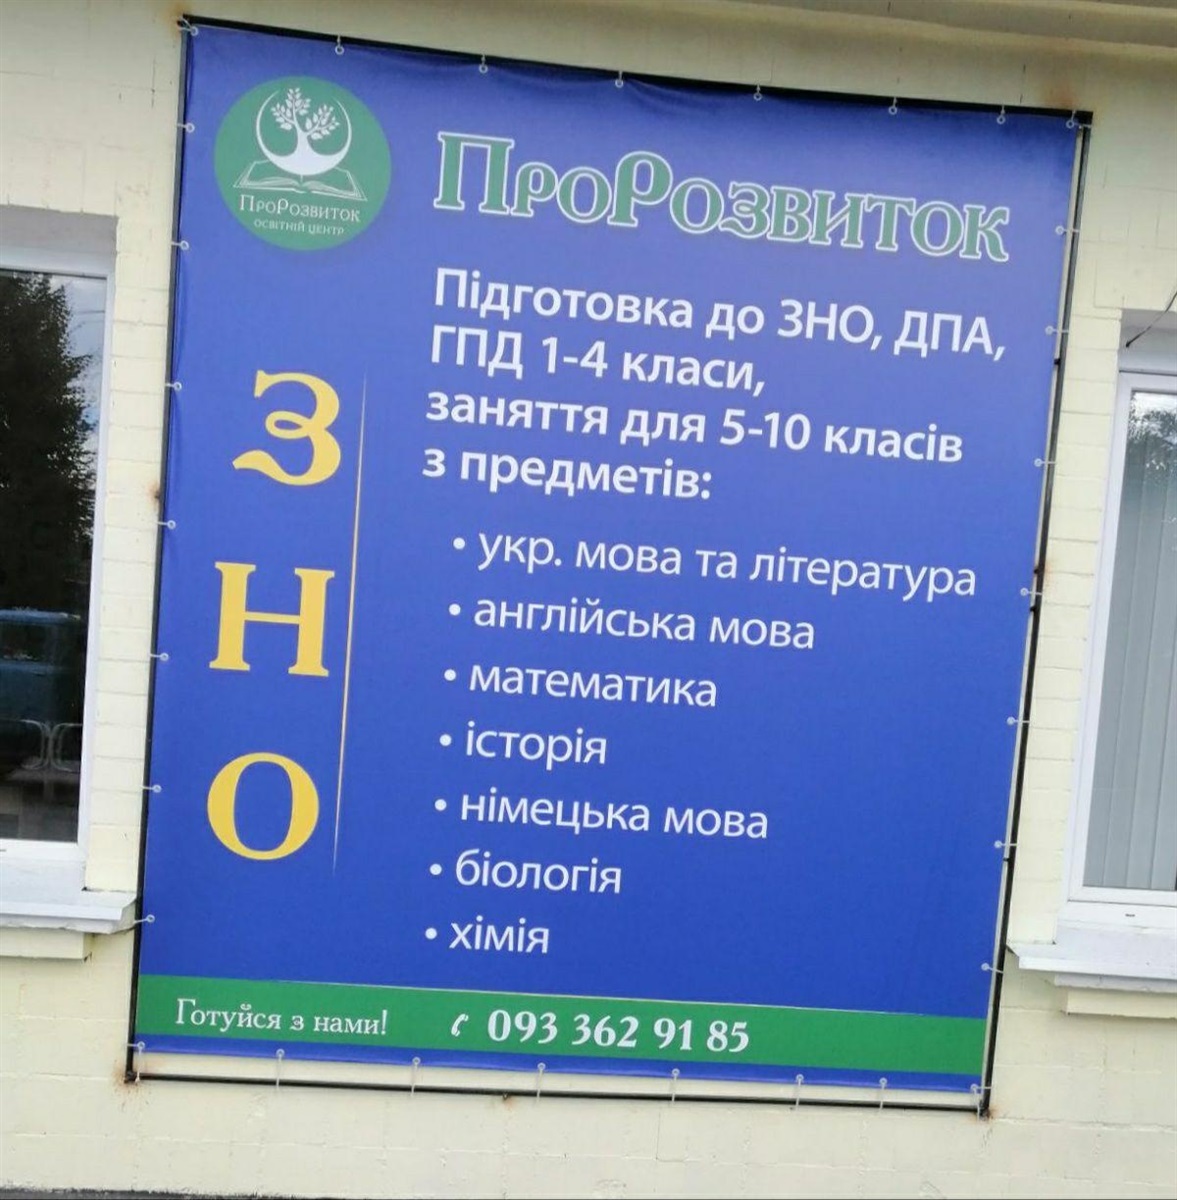 ПроРозвиток
освітній центр
ПроРозвиток
Підготовка до ЗНО, ДПА,
ГПД 1-4 класи,
заняття для 5-10 класів
з предметів:
• укр. мова та література
• англійська мова
• математика
• історія
• німецька мова
• біологія
• хімія
З
Н
О
Готуйся з нами!
093 362 91 85